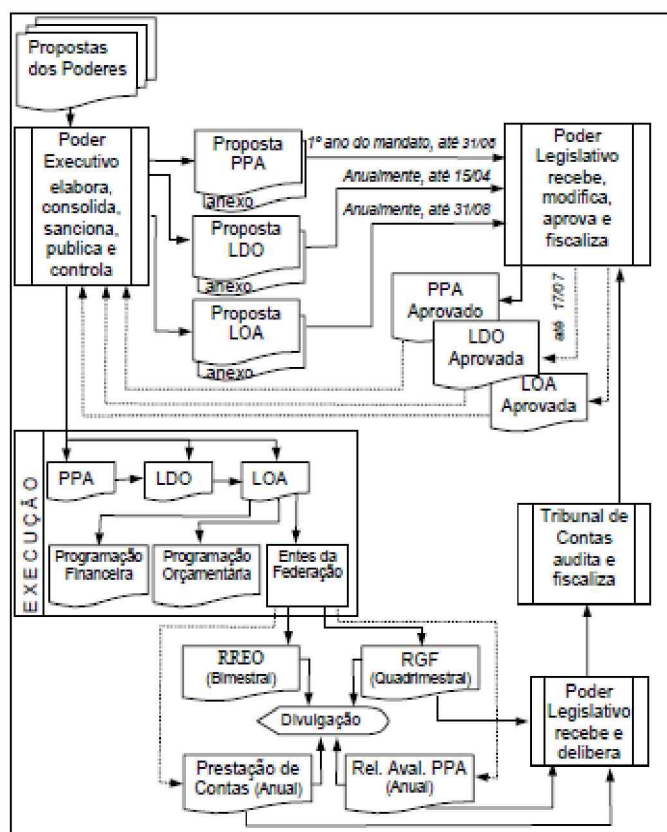 Propostas
dos Poderes
Poder
Executivo
elabora,
consolida,
sanciona,
publica e
controla
Proposta
PPA
anexo
1º ano do mandato, até 31/08
Anualmente, até 15/04
Anualmente, até 31/08
Proposta
LDO
anexo
Proposta
LOA
anexo
Poder
Legislativo
recebe,
modifica,
aprova e
fiscaliza
PPA
Aprovado
LDO
Aprovada
LOA
Aprovada
até 17/07
EXECUÇÃO
PPA
LDO
LOA
Programação
Financeira
Programação
Orçamentária
Entes da
Federação
Tribunal de
Contas
audita e
fiscaliza
RREO
(Bimestral)
RGF
(Quadrimestral)
Divulgação
Prestação de
Contas (Anual)
Rel. Aval. PPA
(Anual)
Poder
Legislativo
recebe e
delibera